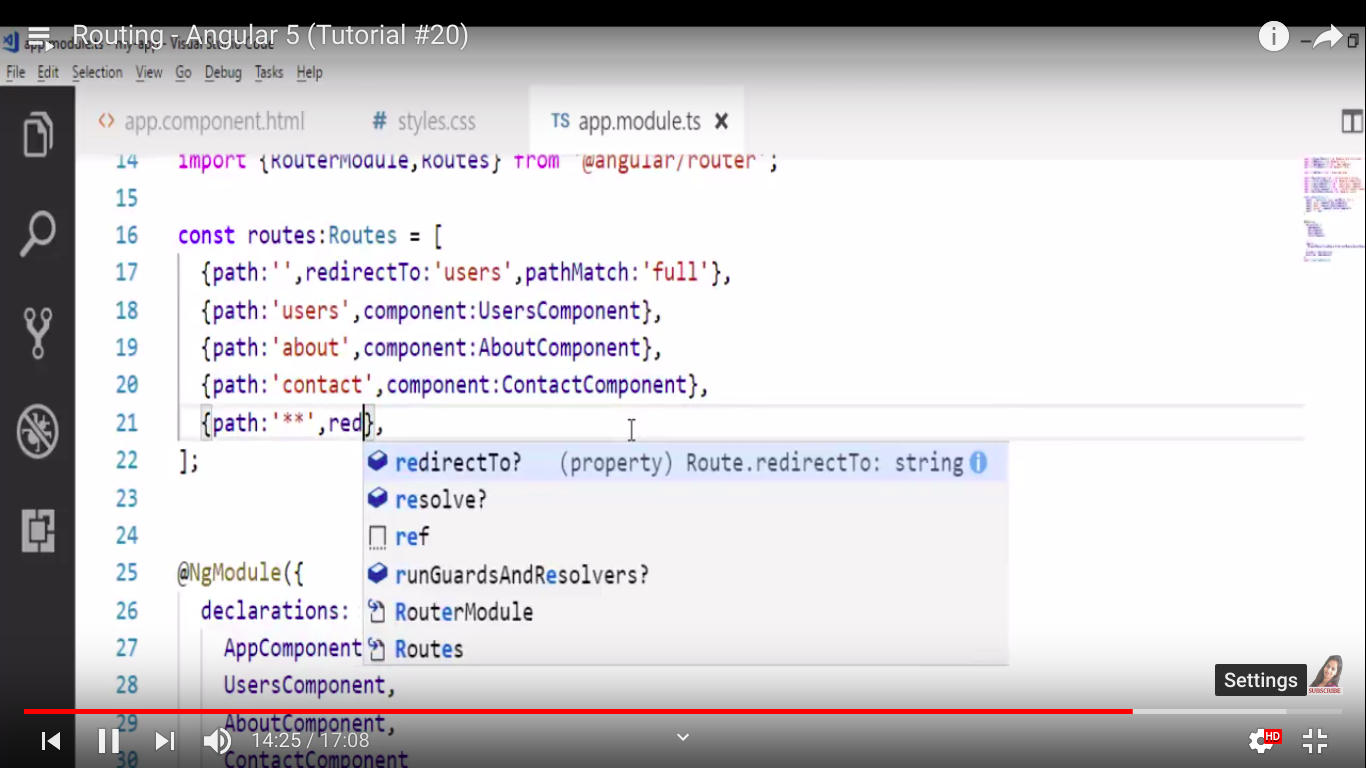 Routing - Angular 5 (Tutorial #20)
app.module.ts - my-app - Visual Studio Code
File Edit Selection View Go Debug Tasks Help
<> app.component.html # styles.css TS app.module.ts ×
14 import {RouterModule,Routes} from '@angular/router';
15
16 const routes:Routes = [
17 {path:'',redirectTo:'users',pathMatch:'full'},
18 {path:'users',component:UsersComponent},
19 {path:'about',component:AboutComponent},
20 {path:'contact',component:ContactComponent},
21 {path:'**',red},
22 ];
redirectTo? (property) Route.redirectTo: string
23 resolve?
24 ref
25 @NgModule({ runGuardsAndResolvers?
26 declarations: RouterModule
27 AppComponent Routes
28 UsersComponent,
Settings
SUBSCRIBE
29 AboutComponent,
14:25 / 17:08
HD
30 ContactComponent